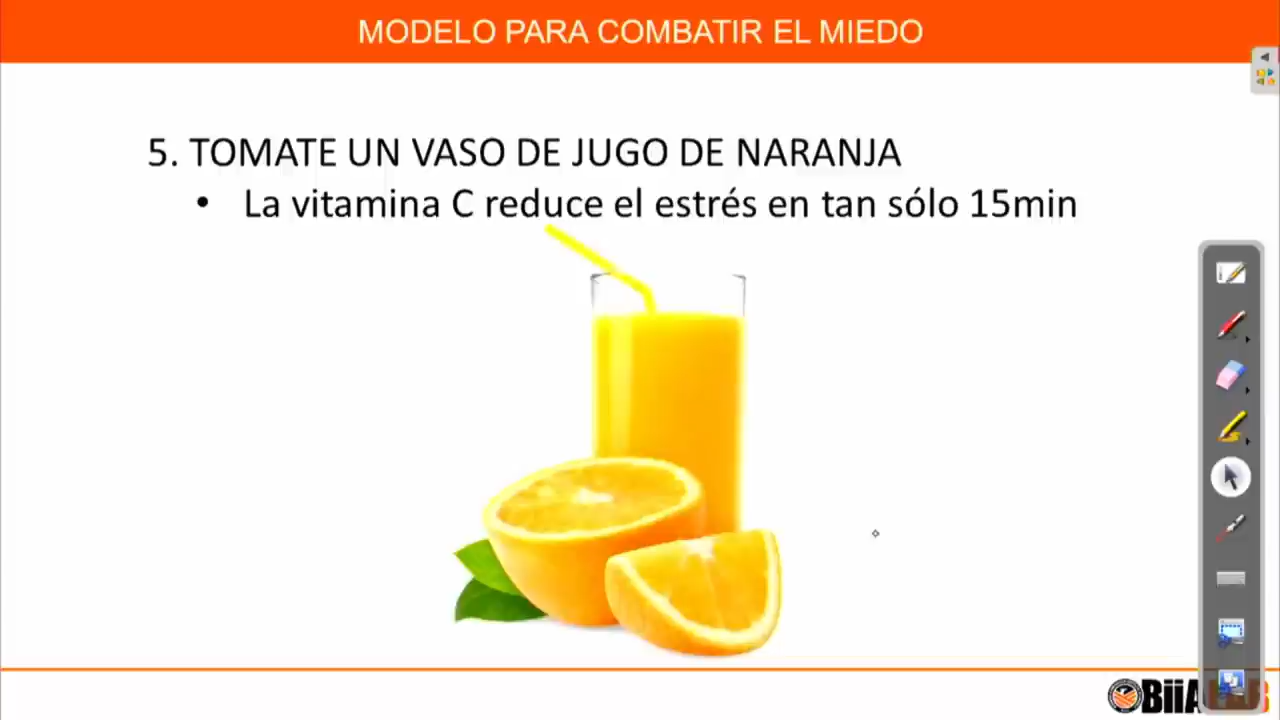 MODELO PARA COMBATIR EL MIEDO
5. TOMATE UN VASO DE JUGO DE NARANJA
• La vitamina C reduce el estrés en tan sólo 15min
BiiALAB